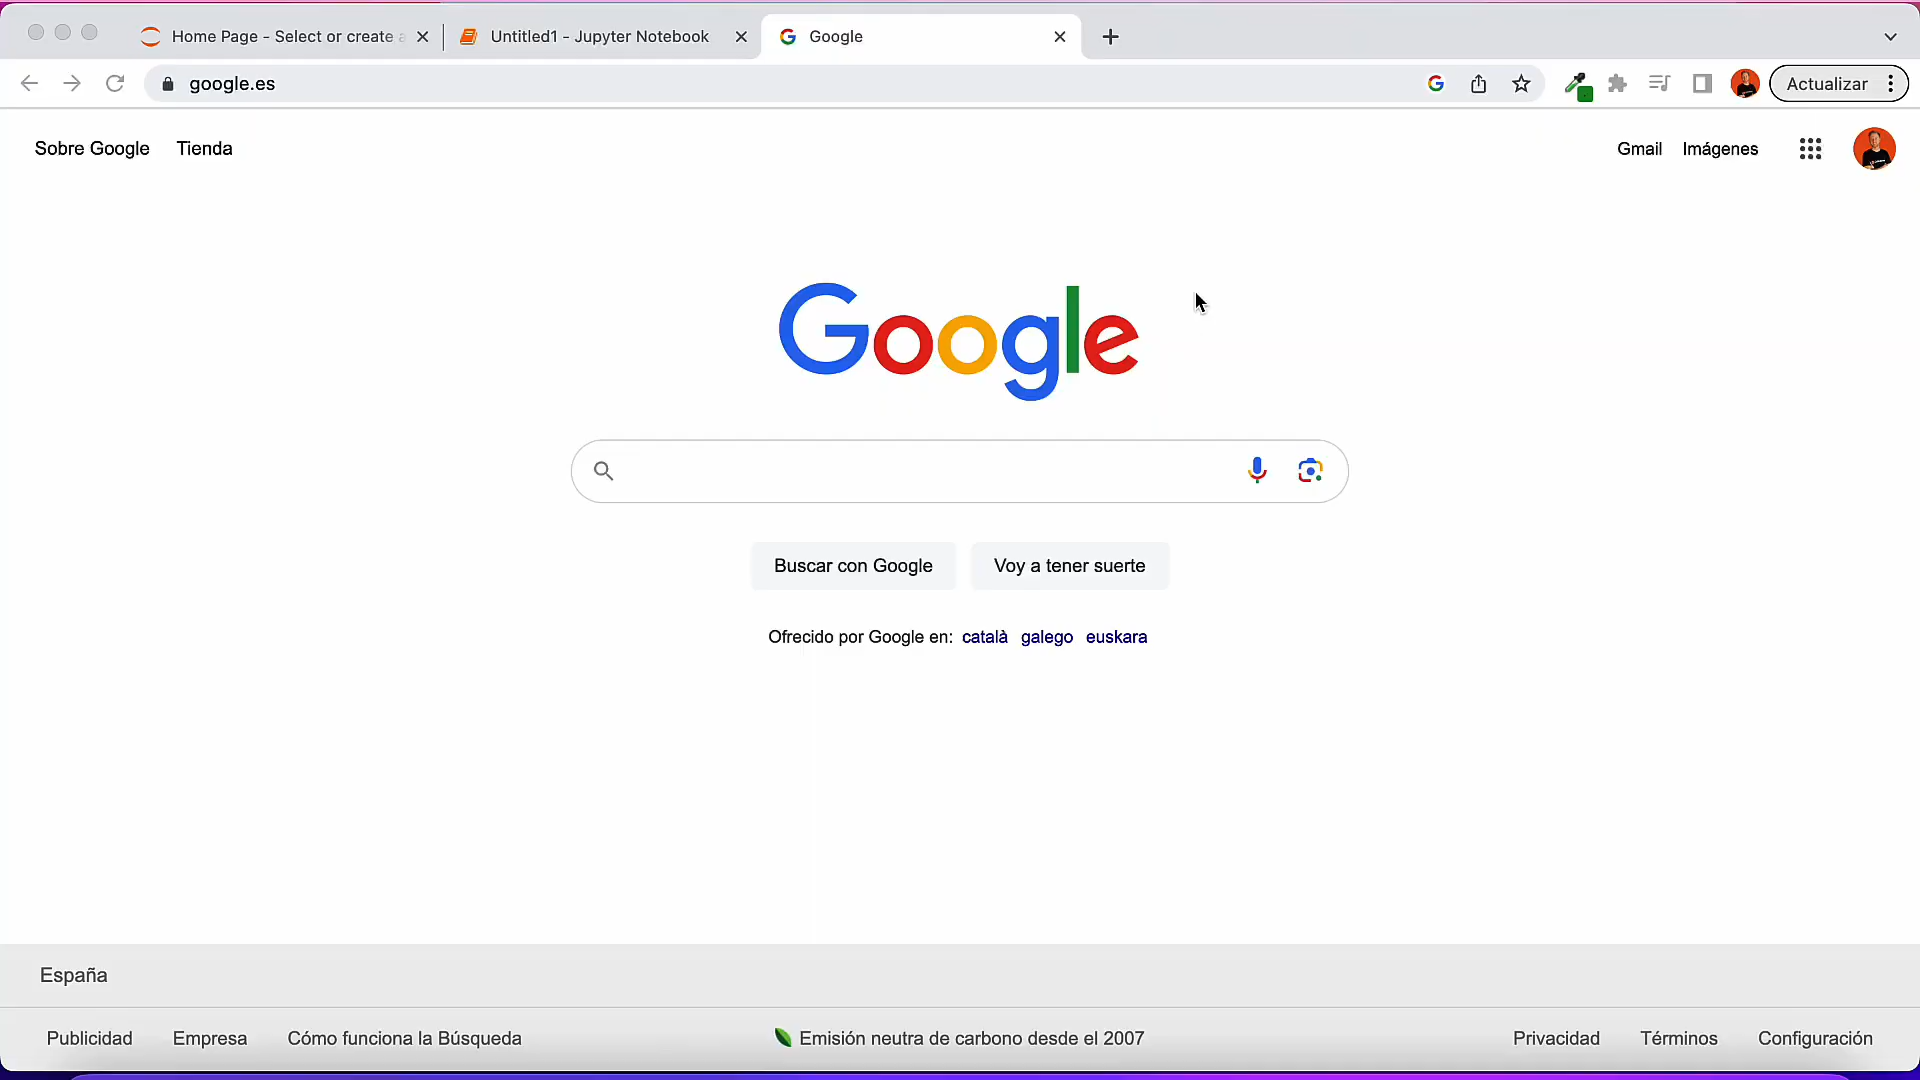 Home Page - Select or create a
Untitled1 - Jupyter Notebook
Google
google.es
Actualizar
Sobre Google
Tienda
Gmail
Imágenes
Google
Buscar con Google
Voy a tener suerte
Ofrecido por Google en: català galego euskara
España
Publicidad
Empresa
Cómo funciona la Búsqueda
Emisión neutra de carbono desde el 2007
Privacidad
Términos
Configuración